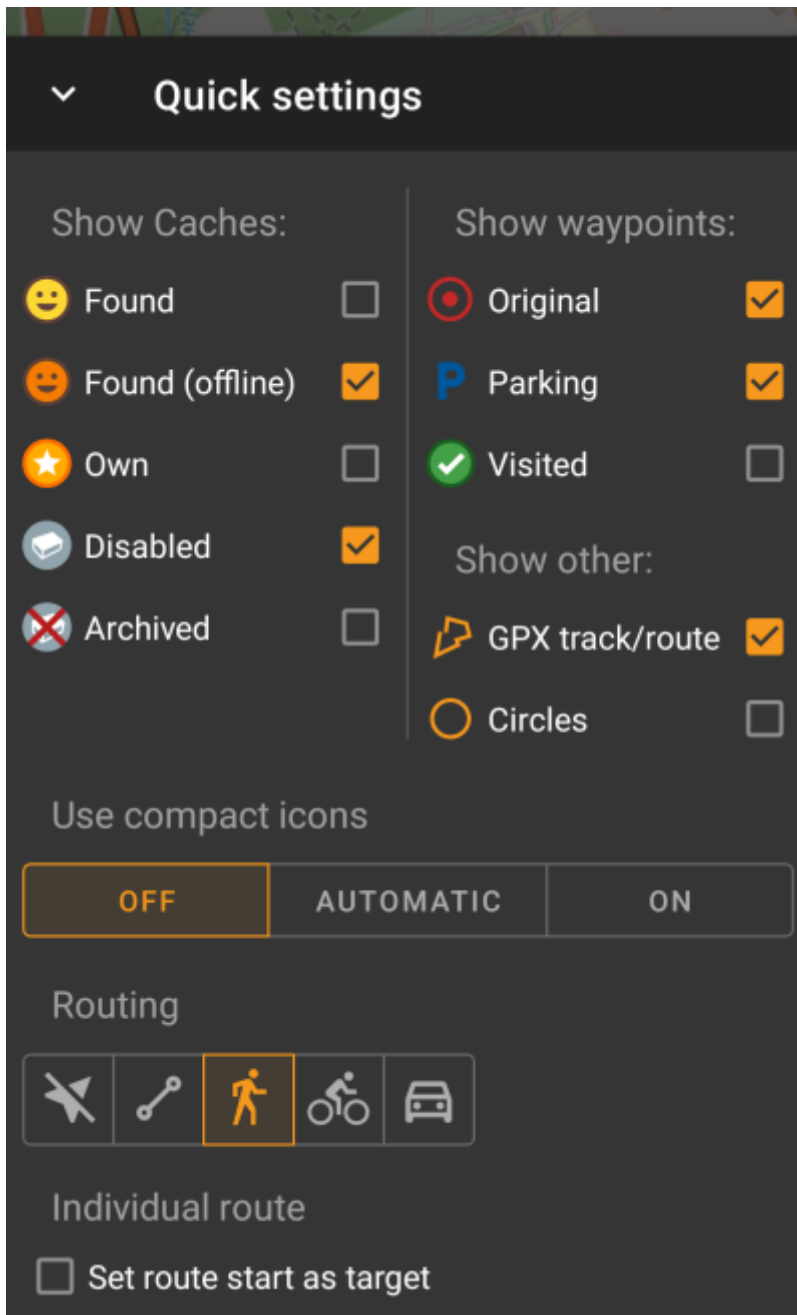 Quick settings
Show Caches:
Found
Found (offline)
Own
Disabled
Archived
Show waypoints:
Original
P Parking
Visited
Show other:
GPX track/route
Circles
Use compact icons
OFF AUTOMATIC ON
Routing
Individual route
Set route start as target